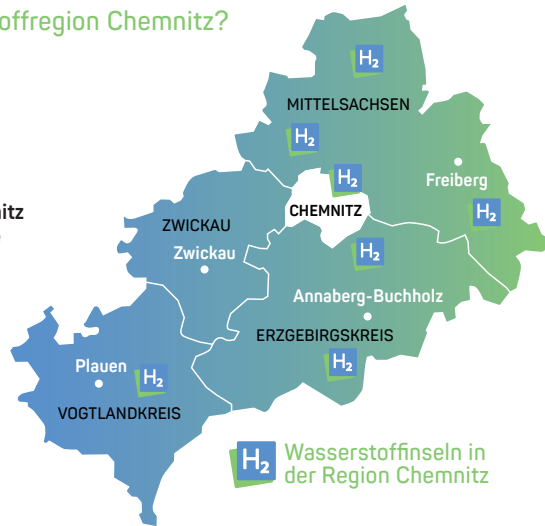 offregion Chemnitz?
H₂
MITTELSACHSEN
H₂
H₂
Freiberg
nitz
CHEMNITZ
H₂
ZWICKAU
Zwickau
H₂
Annaberg-Buchholz
ERZGEBIRGSKREIS
Plauen
H₂
H₂
VOGTLANDKREIS
H₂
Wasserstoffinseln in
der Region Chemnitz